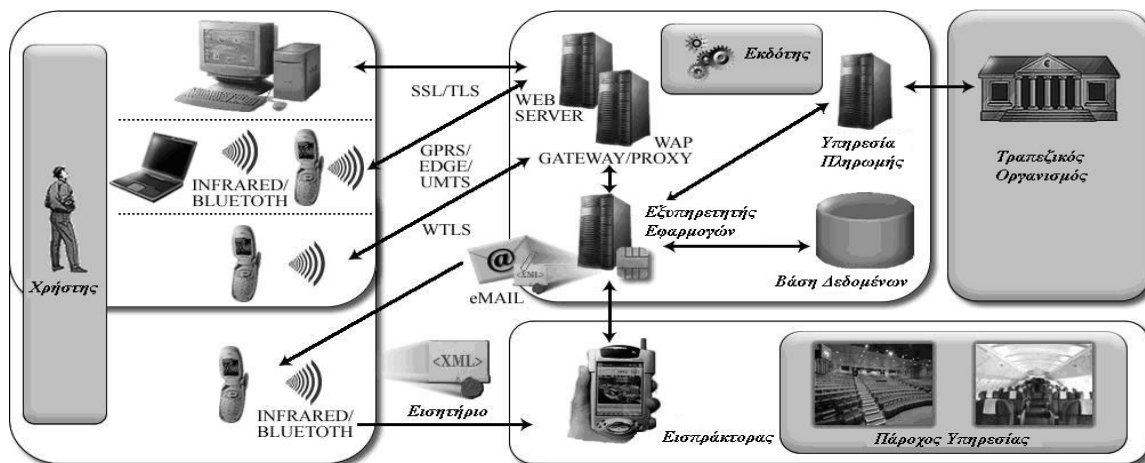 SSL/TLS
INFRARED/
BLUETOTH
GPRS/
EDGE/
UMTS
WTLS
Χρήστης
INFRARED/
BLUETOTH
WEB
SERVER
WAP
GATEWAY/PROXY
Εκδότης
Υπηρεσία
Πληρωμής
Εξυπηρετητής
Εφαρμογών
Βάση Δεδομένων
@
<XML>
eMAIL
Τραπεζικός
Οργανισμός
<XML>
Εισητήριο
Εισπράκτορας
Πάροχος Υπηρεσίας